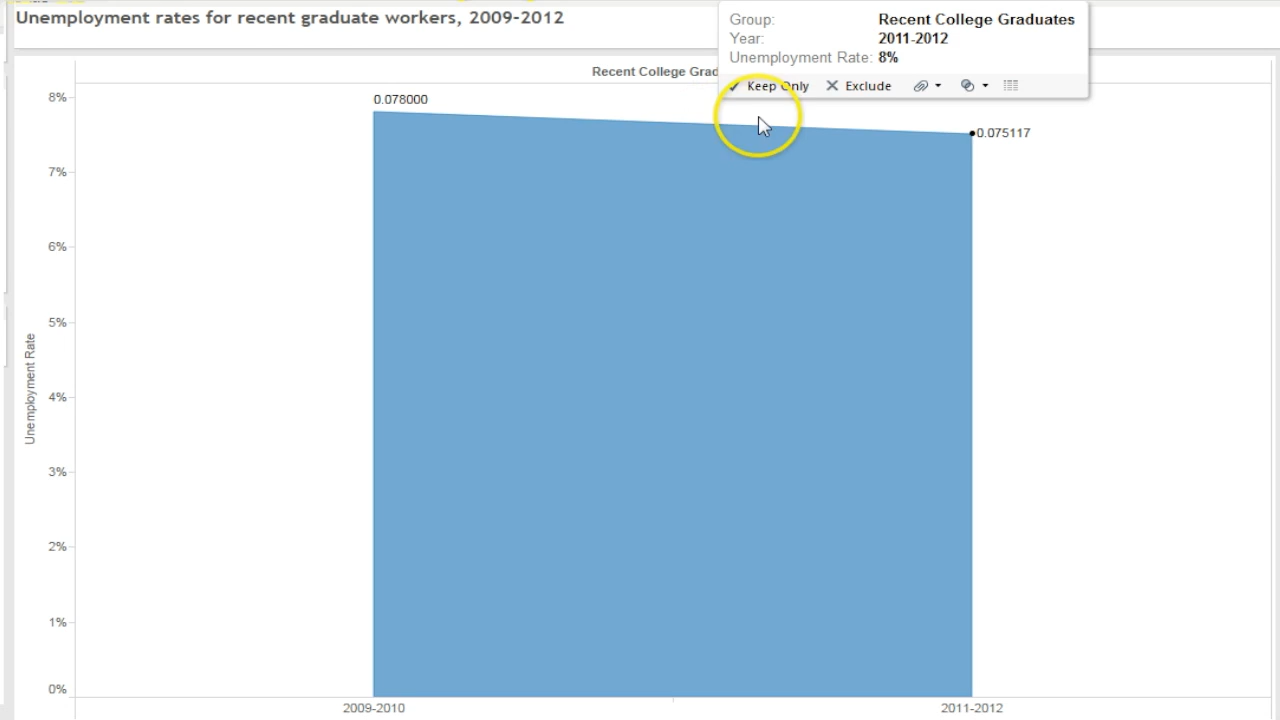 Unemployment rates for recent graduate workers, 2009-2012
Group: Recent College Graduates
Year: 2011-2012
Unemployment Rate: 8%
Keep Only Exclude
Recent College
8%
0.078000
0.075117
7%
6%
5%
4%
3%
2%
1%
0%
Unemployment Rate
2009-2010 2011-2012